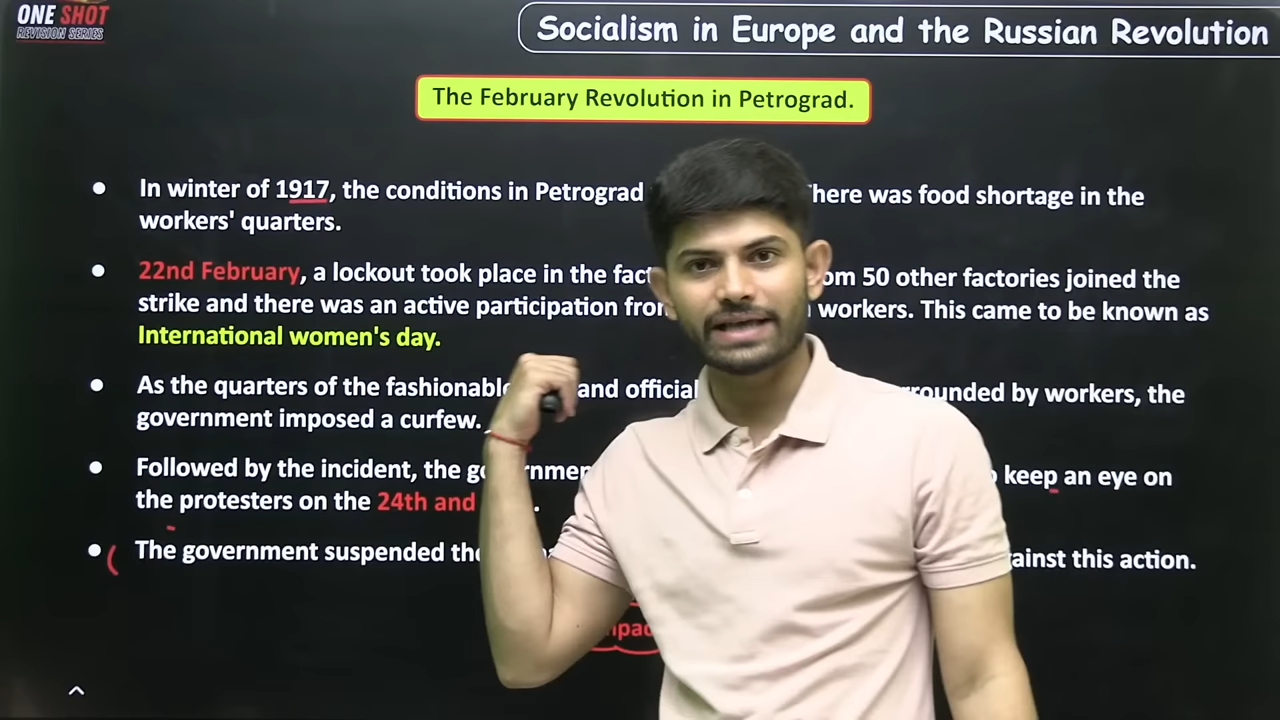 ONE SHOT
REVISION SERIES
Socialism in Europe and the Russian Revolution
The February Revolution in Petrograd.
In winter of 1917, the conditions in Petrograd here was food shortage in the
workers' quarters.
22nd February, a lockout took place in the fact om 50 other factories joined the
strike and there was an active participation from workers. This came to be known as
International women's day.
As the quarters of the fashionable and official rrounded by workers, the
government imposed a curfew.
Followed by the incident, the government keep an eye on
the protesters on the 24th and .
The government suspended the ainst this action.